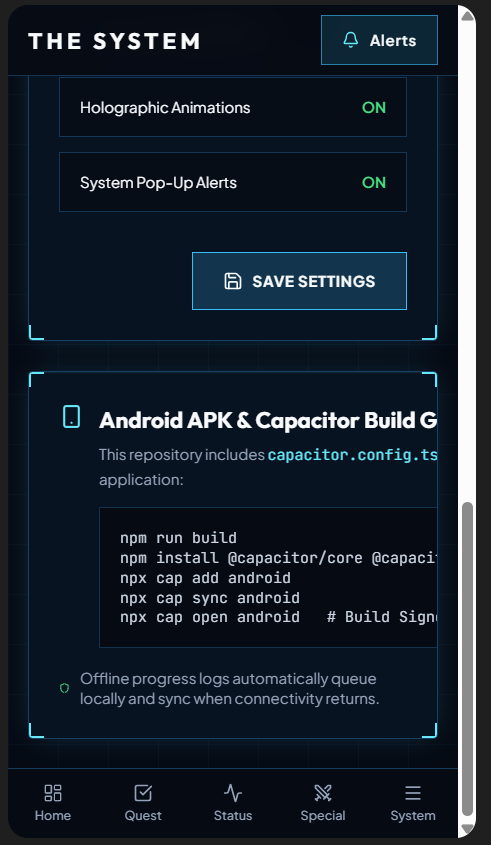 THE SYSTEM
Alerts
Holographic Animations
ON
System Pop-Up Alerts
ON
SAVE SETTINGS
Android APK & Capacitor Build G
This repository includes capacitor.config.ts
application:
npm run build
npm install @capacitor/core @capacit
npx cap add android
npx cap sync android
npx cap open android   # Build Signe
Offline progress logs automatically queue
locally and sync when connectivity returns.
Home
Quest
Status
Special
System